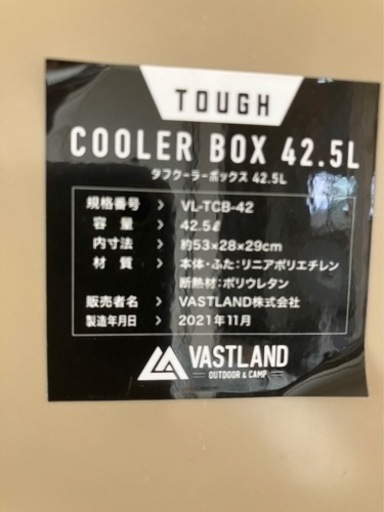 TOUGH
COOLER BOX 42.5L
タフクーラーボックス 42.5L
規格番号 > VL-TCB-42
容量 > 42.5ℓ
内寸法 > 約53×28×29cm
材質 > 本体・ふた：リニアポリエチレン
断熱材：ポリウレタン
販売者名 > VASTLAND株式会社
製造年月日 > 2021年11月
VASTLAND
OUTDOOR & CAMP